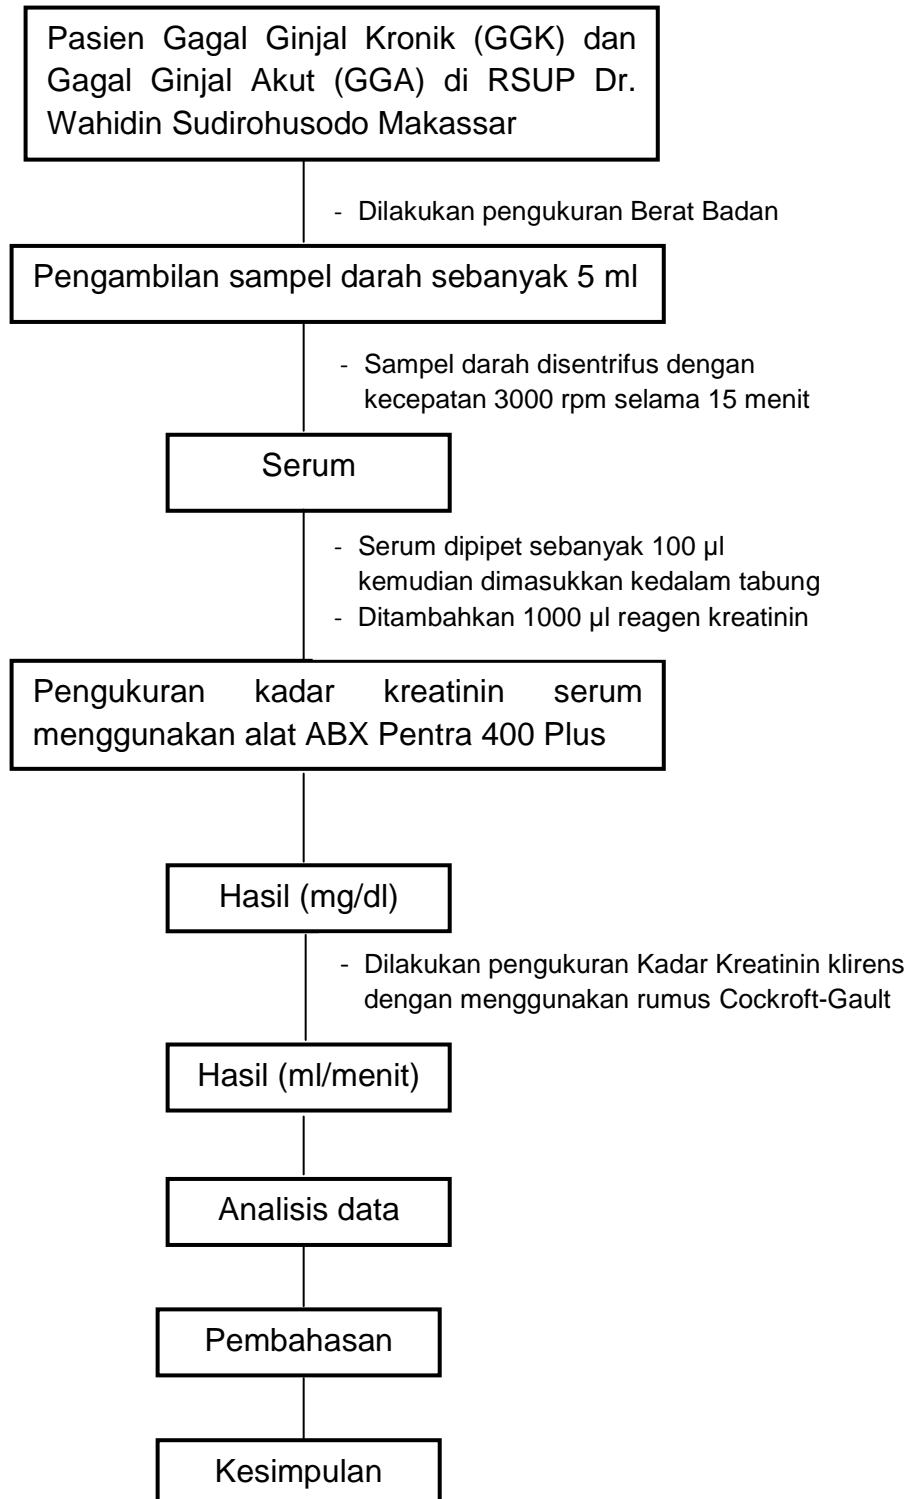 Pasien Gagal Ginjal Kronik (GGK) dan
Gagal Ginjal Akut (GGA) di RSUP Dr.
Wahidin Sudirohusodo Makassar
- Dilakukan pengukuran Berat Badan
Pengambilan sampel darah sebanyak 5 ml
- Sampel darah disentrifus dengan
kecepatan 3000 rpm selama 15 menit
Serum
- Serum dipipet sebanyak 100 µl
kemudian dimasukkan kedalam tabung
- Ditambahkan 1000 µl reagen kreatinin
Pengukuran kadar kreatinin serum
menggunakan alat ABX Pentra 400 Plus
Hasil (mg/dl)
- Dilakukan pengukuran Kadar Kreatinin klirens
dengan menggunakan rumus Cockroft-Gault
Hasil (ml/menit)
Analisis data
Pembahasan
Kesimpulan